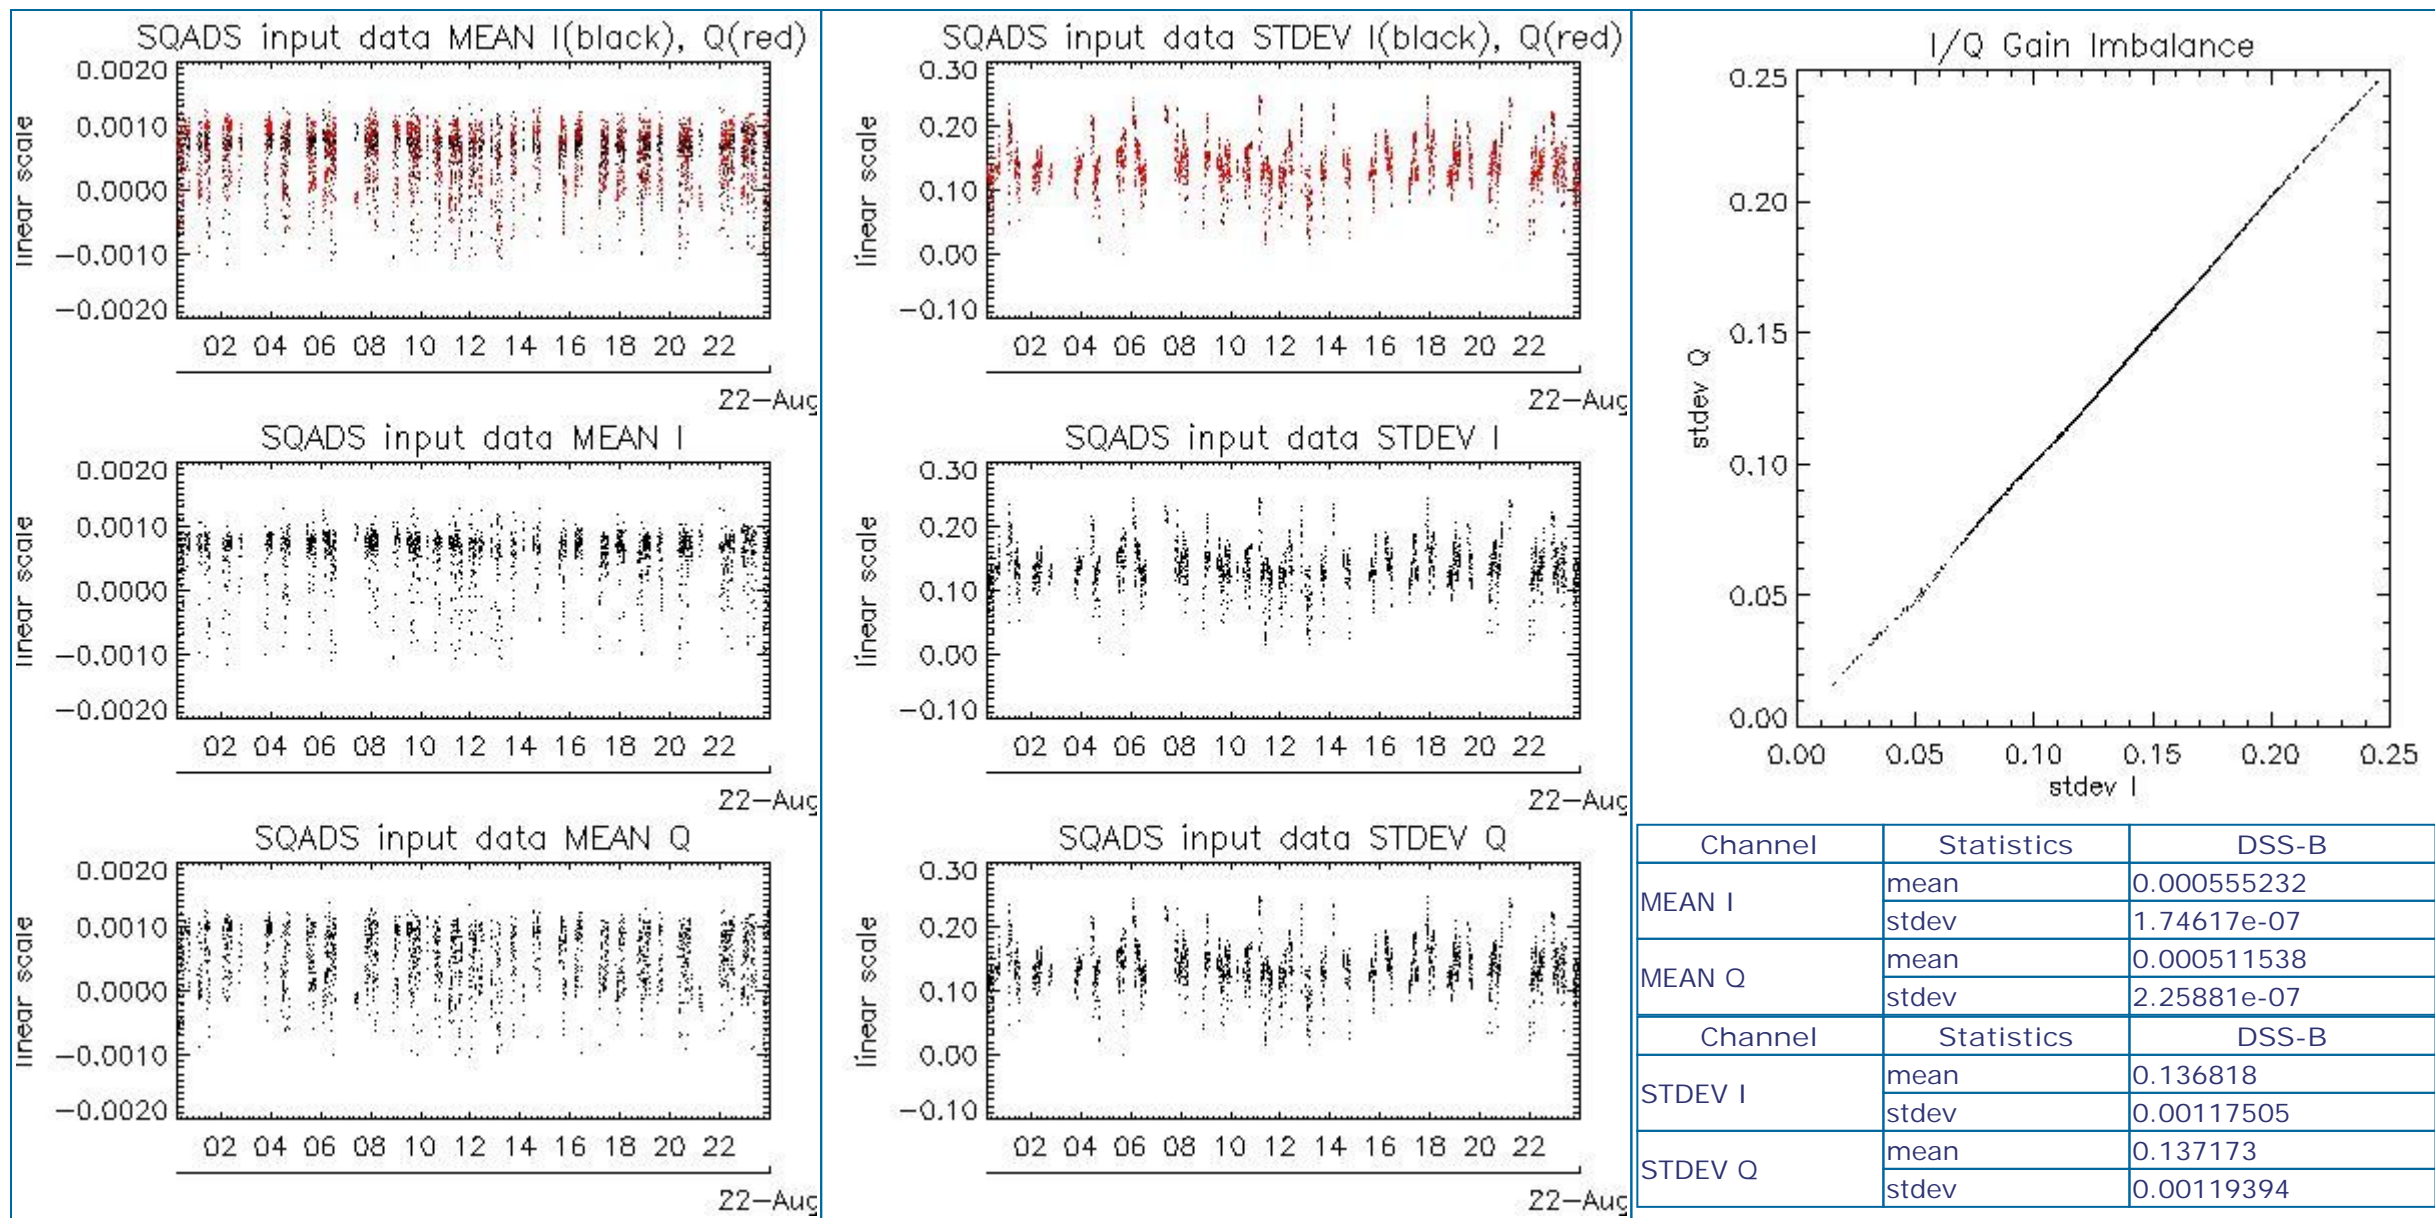 SQADS input data MEAN I(black), Q(red)
0.0020
0.0010
0.0000
−0.0010
−0.0020
linear scale
02 04 06 08 10 12 14 16 18 20 22
22−Aug
SQADS input data MEAN I
0.0020
0.0010
0.0000
−0.0010
−0.0020
linear scale
02 04 06 08 10 12 14 16 18 20 22
22−Aug
SQADS input data MEAN Q
0.0020
0.0010
0.0000
−0.0010
−0.0020
linear scale
02 04 06 08 10 12 14 16 18 20 22
22−Aug
SQADS input data STDEV I(black), Q(red)
0.30
0.20
0.10
0.00
−0.10
linear scale
02 04 06 08 10 12 14 16 18 20 22
22−Aug
SQADS input data STDEV I
0.30
0.20
0.10
0.00
−0.10
linear scale
02 04 06 08 10 12 14 16 18 20 22
22−Aug
SQADS input data STDEV Q
0.30
0.20
0.10
0.00
−0.10
linear scale
02 04 06 08 10 12 14 16 18 20 22
22−Aug
I/Q Gain Imbalance
0.25
0.20
0.15
0.10
0.05
0.00
stdev Q
0.00 0.05 0.10 0.15 0.20 0.25
stdev I
Channel Statistics DSS-B
MEAN I mean 0.000555232
stdev 1.74617e-07
MEAN Q mean 0.000511538
stdev 2.25881e-07
Channel Statistics DSS-B
STDEV I mean 0.136818
stdev 0.00117505
STDEV Q mean 0.137173
stdev 0.00119394